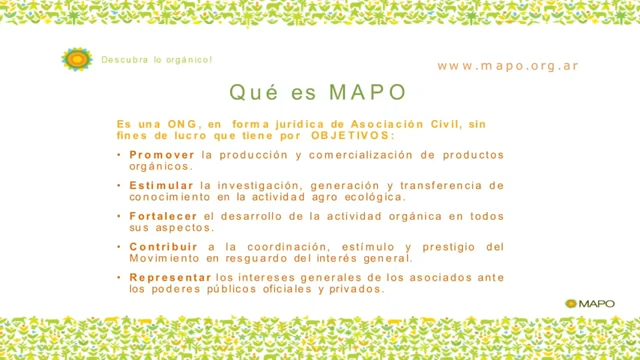 Descubra lo orgánico!
www.mapo.org.ar
Qué es MAPO
Es una ONG, en forma jurídica de Asociación Civil, sin
fines de lucro que tiene por OBJETIVOS:
• Promover la producción y comercialización de productos
orgánicos.
• Estimular la investigación, generación y transferencia de
conocimiento en la actividad agro ecológica.
• Fortalecer el desarrollo de la actividad orgánica en todos
sus aspectos.
• Contribuir a la coordinación, estímulo y prestigio del
Movimiento en resguardo del interés general.
• Representar los intereses generales de los asociados ante
los poderes públicos oficiales y privados.
MAPO